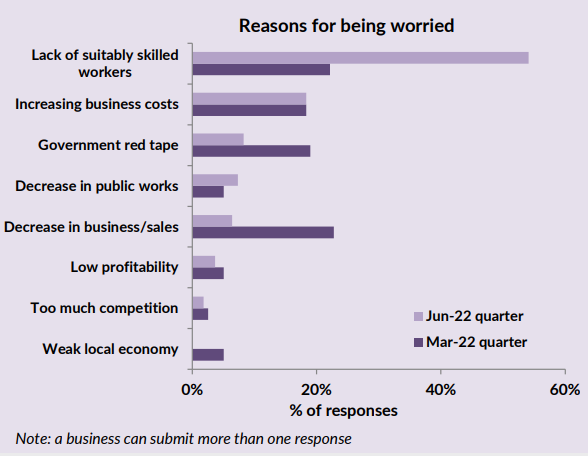 Reasons for being worried
Lack of suitably skilled
workers
Increasing business costs
Government red tape
Decrease in public works
Decrease in business/sales
Low profitability
Too much competition
Weak local economy
Jun-22 quarter
Mar-22 quarter
0% 20% 40% 60%
% of responses
Note: a business can submit more than one response